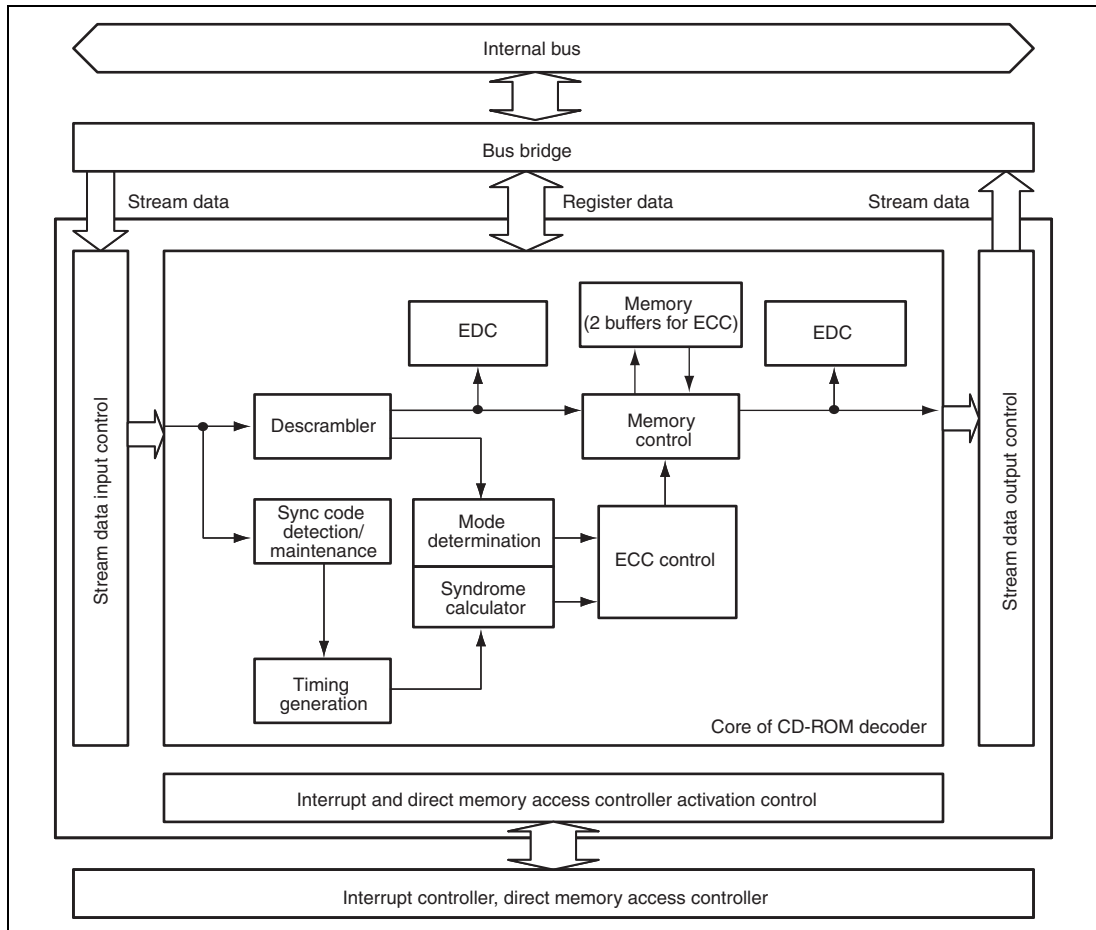 Internal bus
Bus bridge
Stream data
Register data
Stream data
Stream data input control
EDC
Memory
(2 buffers for ECC)
EDC
Descrambler
Memory
control
Sync code
detection/
maintenance
Mode
determination
ECC control
Syndrome
calculator
Timing
generation
Core of CD-ROM decoder
Stream data output control
Interrupt and direct memory access controller activation control
Interrupt controller, direct memory access controller